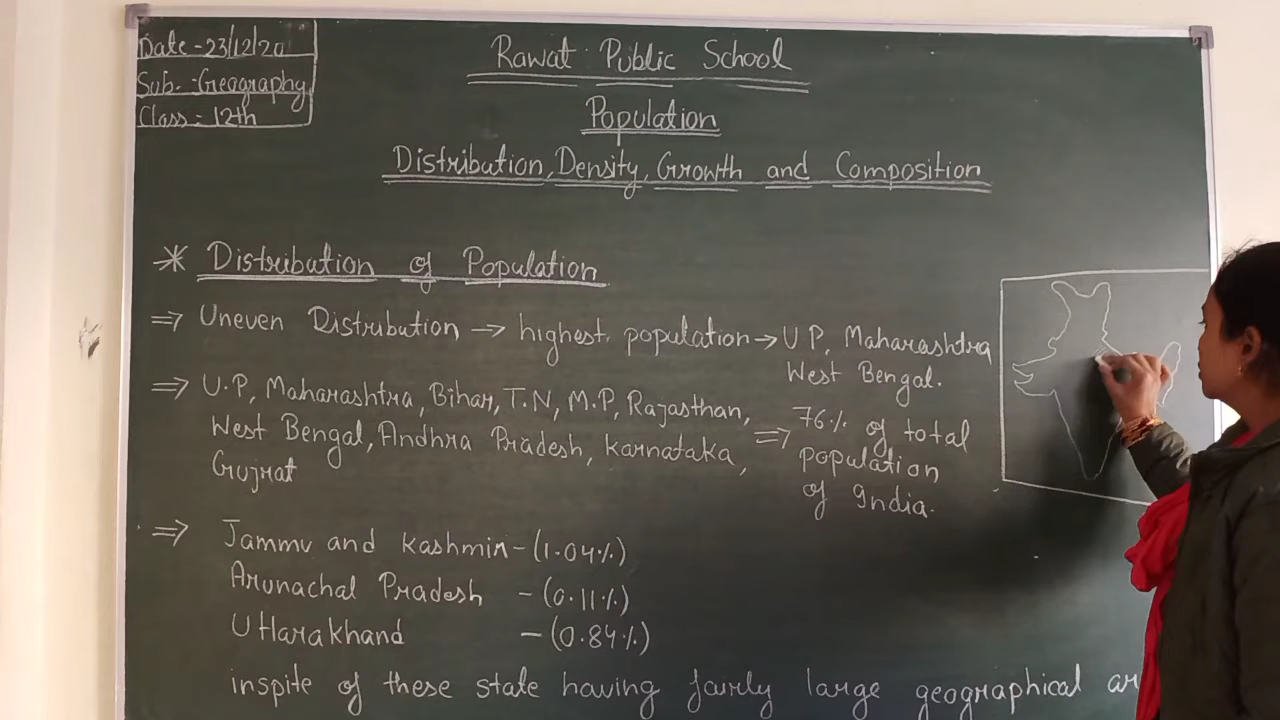 Date - 23/12/20
Sub. - Geography
Class - 12th
Rawat Public School
Population
Distribution, Density, Growth and Composition
* Distribution of Population
⇒ Uneven Distribution → highest population → U P, Maharashtra
West Bengal.
⇒ U.P, Maharashtra, Bihar, T.N, M.P, Rajasthan,
West Bengal, Andhra Pradesh, Karnataka,
Gujrat
⇒ 76% of total
population
of India.
⇒ Jammu and Kashmir - (1.04%)
Arunachal Pradesh - (0.11%)
Uttarakhand - (0.84%)
inspite of these state having fairly large geographical